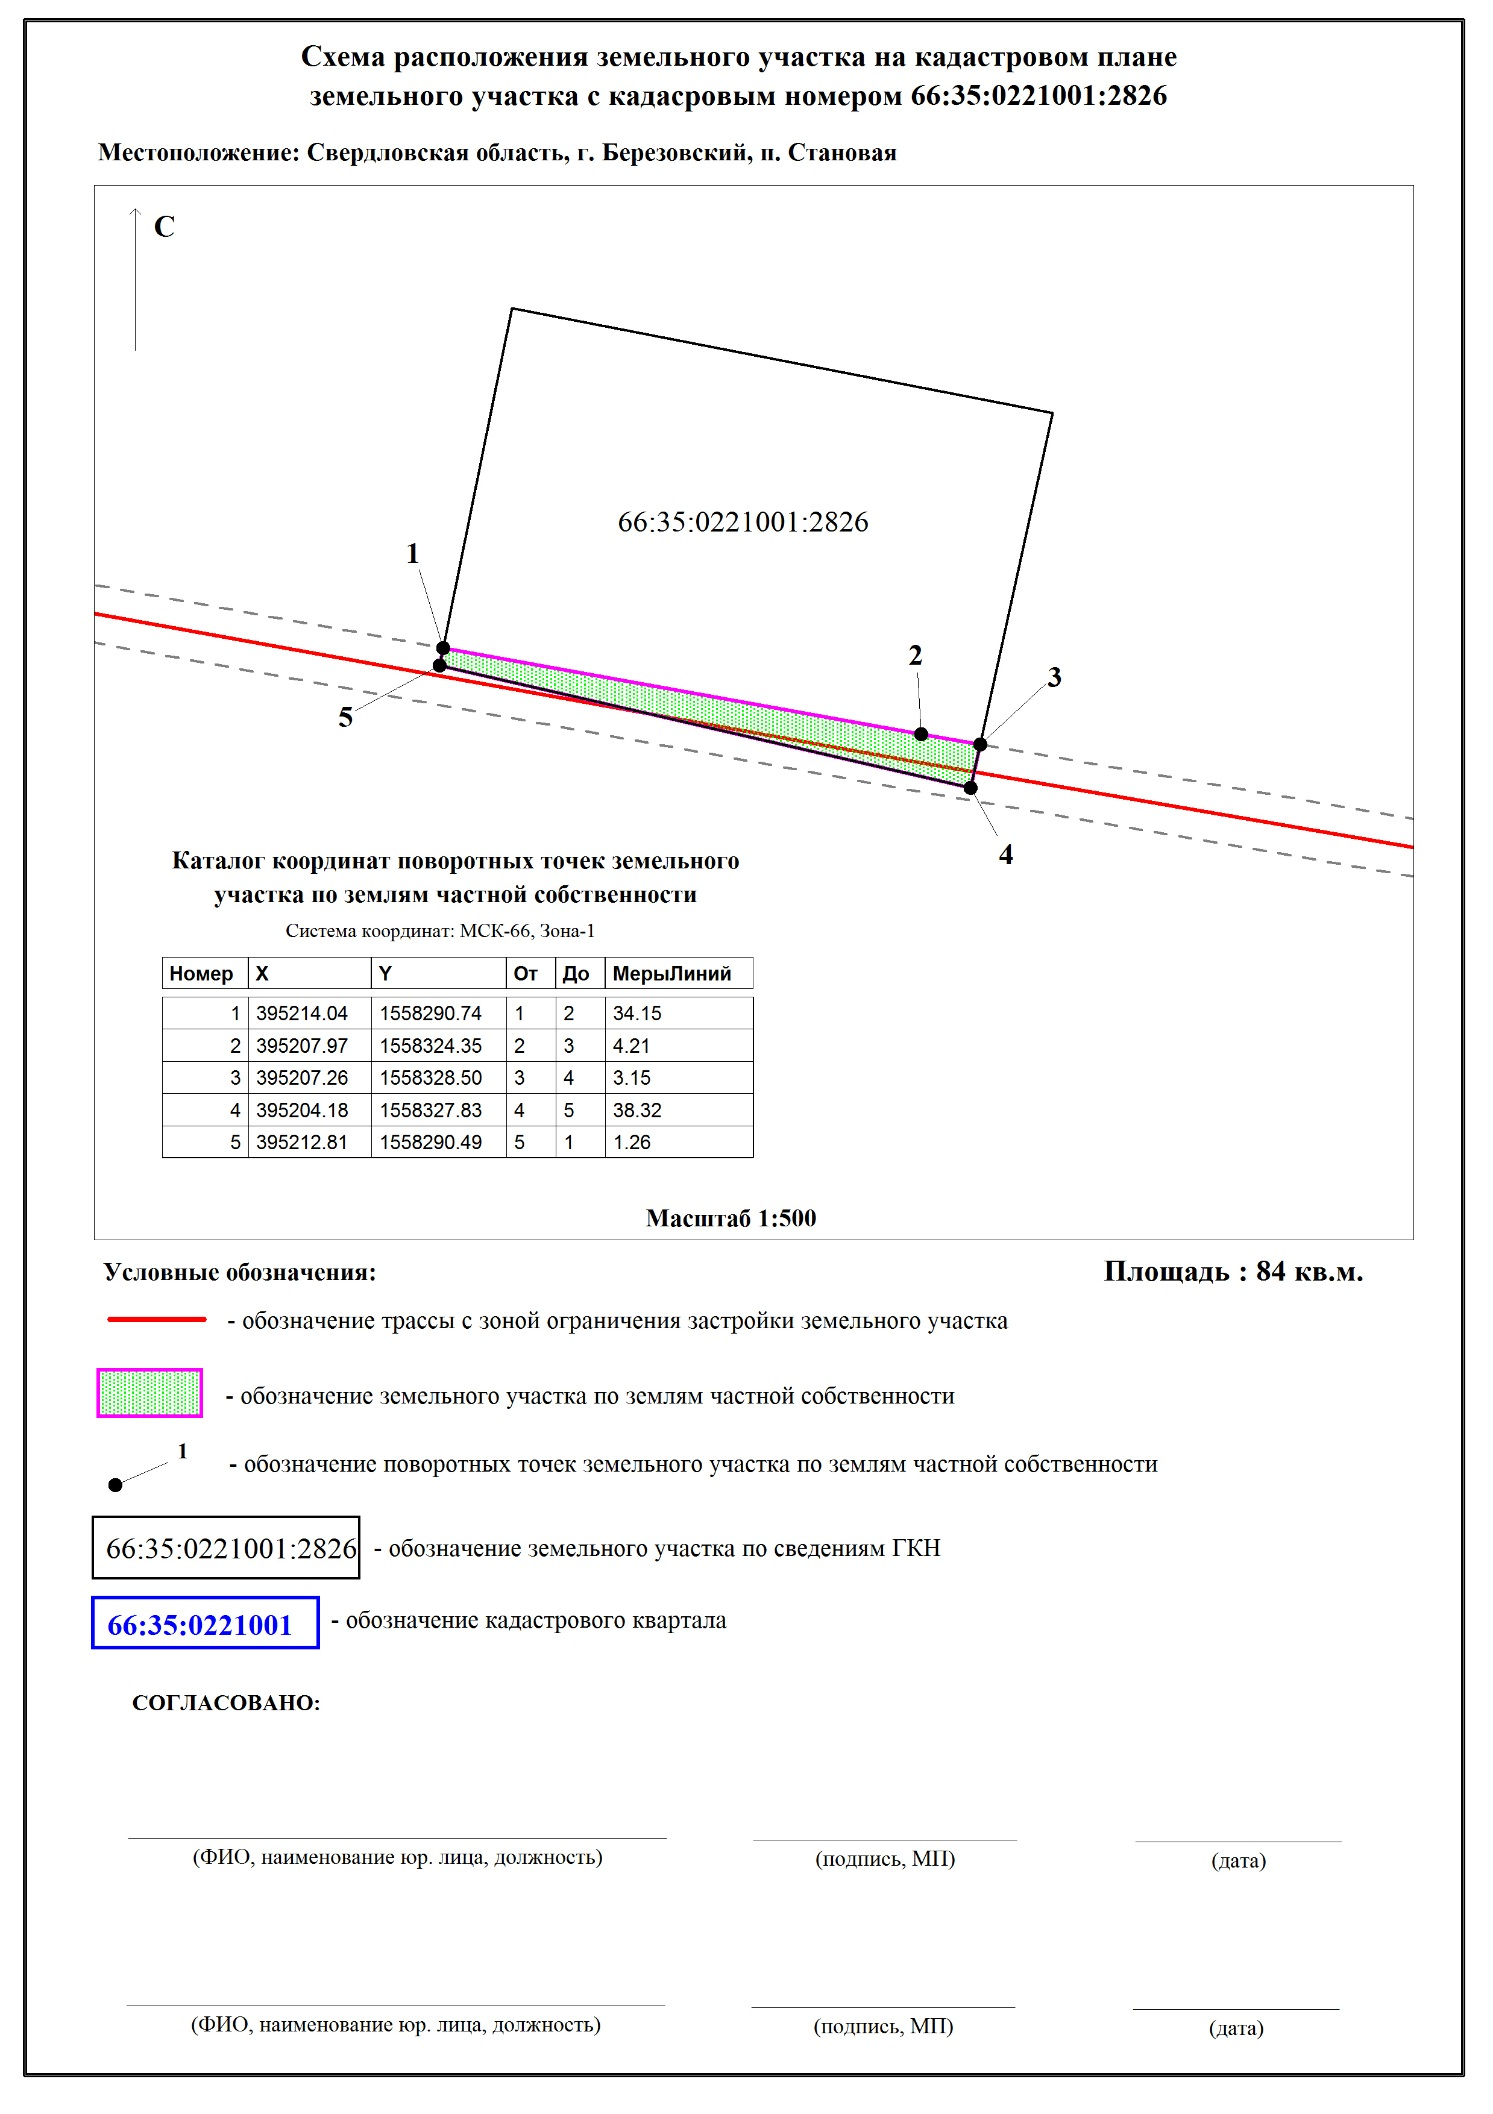 Схема расположения земельного участка на кадастровом плане
земельного участка с кадасровым номером 66:35:0221001:2826
Местоположение: Свердловская область, г. Березовский, п. Становая
С
66:35:0221001:2826
1
2
3
5
4
Каталог координат поворотных точек земельного
участка по землям частной собственности
Система координат: МСК-66, Зона-1
Номер X Y От До МерыЛиний
1 395214.04 1558290.74 1 2 34.15
2 395207.97 1558324.35 2 3 4.21
3 395207.26 1558328.50 3 4 3.15
4 395204.18 1558327.83 4 5 38.32
5 395212.81 1558290.49 5 1 1.26
Масштаб 1:500
Условные обозначения: Площадь : 84 кв.м.
- обозначение трассы с зоной ограничения застройки земельного участка
- обозначение земельного участка по землям частной собственности
1
- обозначение поворотных точек земельного участка по землям частной собственности
66:35:0221001:2826 - обозначение земельного участка по сведениям ГКН
66:35:0221001 - обозначение кадастрового квартала
СОГЛАСОВАНО:
(ФИО, наименование юр. лица, должность) (подпись, МП) (дата)
(ФИО, наименование юр. лица, должность) (подпись, МП) (дата)